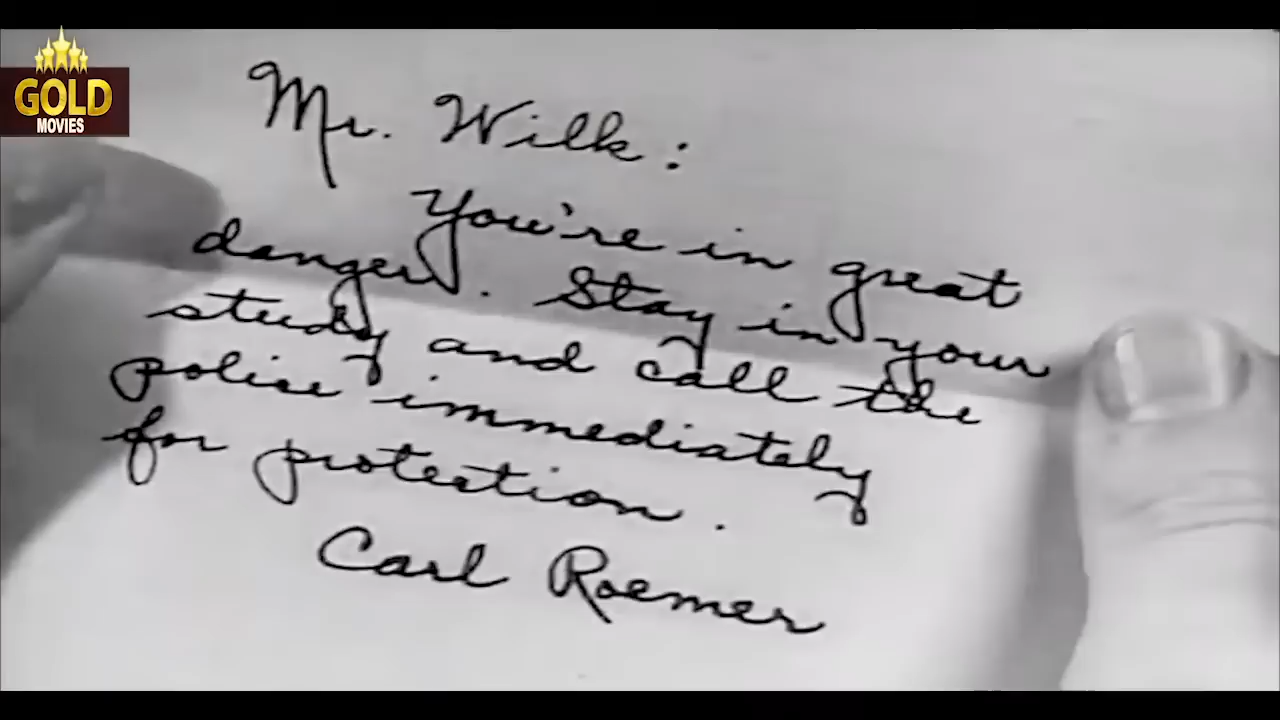 GOLD
MOVIES
Mr. Wilk:
You're in great
danger. Stay in your
study and call the
police immediately
for protection.
Carl Roemer